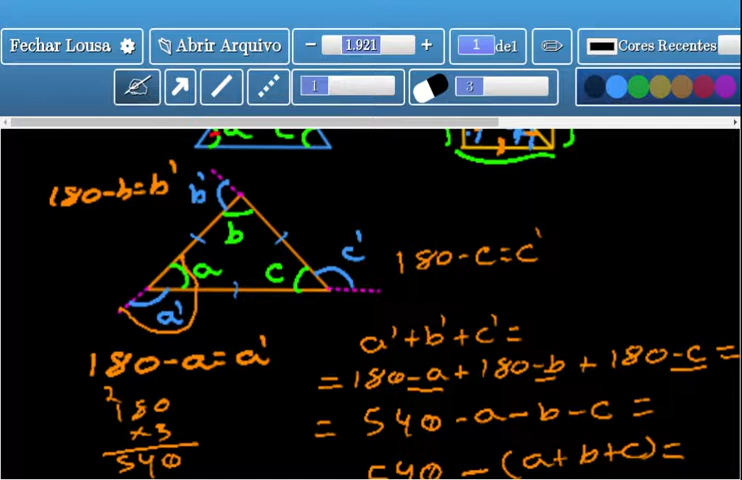 Fechar Lousa Abrir Arquivo − 1.921 + 1 de1 Cores Recentes
1 3
a c
180-b=b' b'
b
c'
180-c=c'
a c
a'
a'+b'+c'=
180-a=a'
=180-a+180-b+180-c=
180
×3
540
= 540-a-b-c=
540-(a+b+c)=